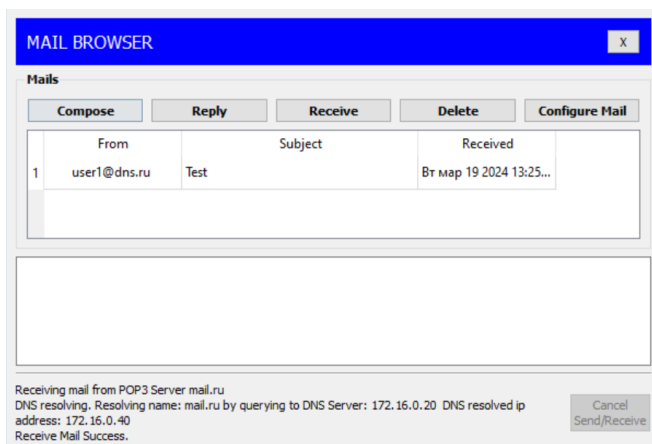 MAIL BROWSER
X
Mails
Compose Reply Receive Delete Configure Mail
From Subject Received
1 user1@dns.ru Test Вт мар 19 2024 13:25...
Receiving mail from POP3 Server mail.ru
DNS resolving. Resolving name: mail.ru by querying to DNS Server: 172.16.0.20 DNS resolved ip
address: 172.16.0.40
Receive Mail Success.
Cancel
Send/Receive